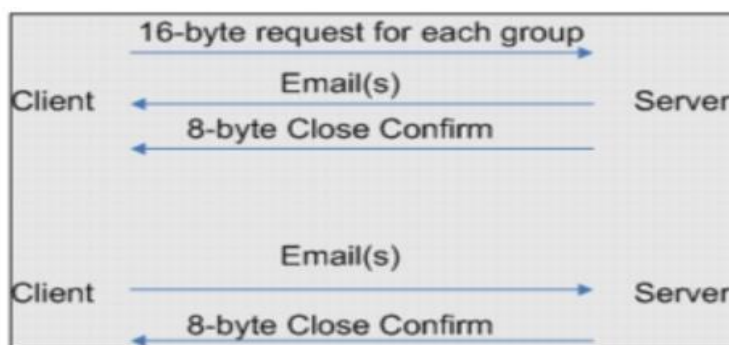 16-byte request for each group
Email(s)
Client
Server
8-byte Close Confirm
Email(s)
Client
Server
8-byte Close Confirm